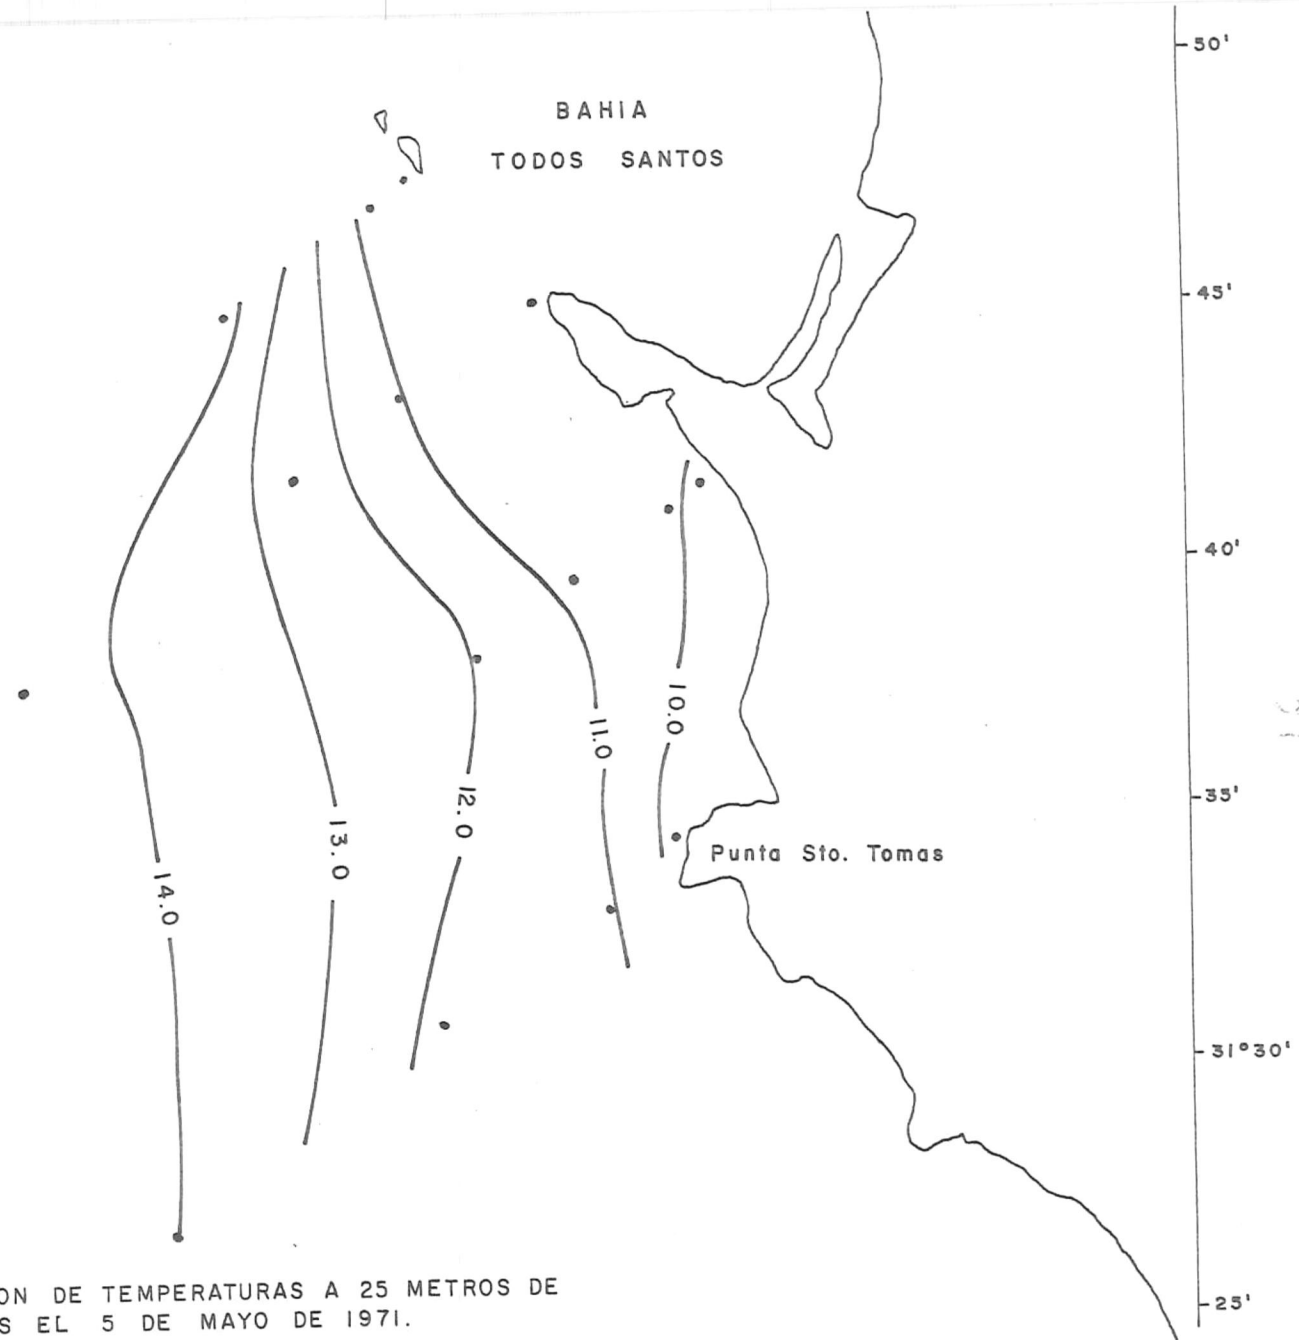 50'
BAHIA
TODOS SANTOS
45'
40'
10.0
11.0
35'
12.0
13.0
Punta Sto. Tomas
14.0
31°30'
ON DE TEMPERATURAS A 25 METROS DE
S EL 5 DE MAYO DE 1971.
25'